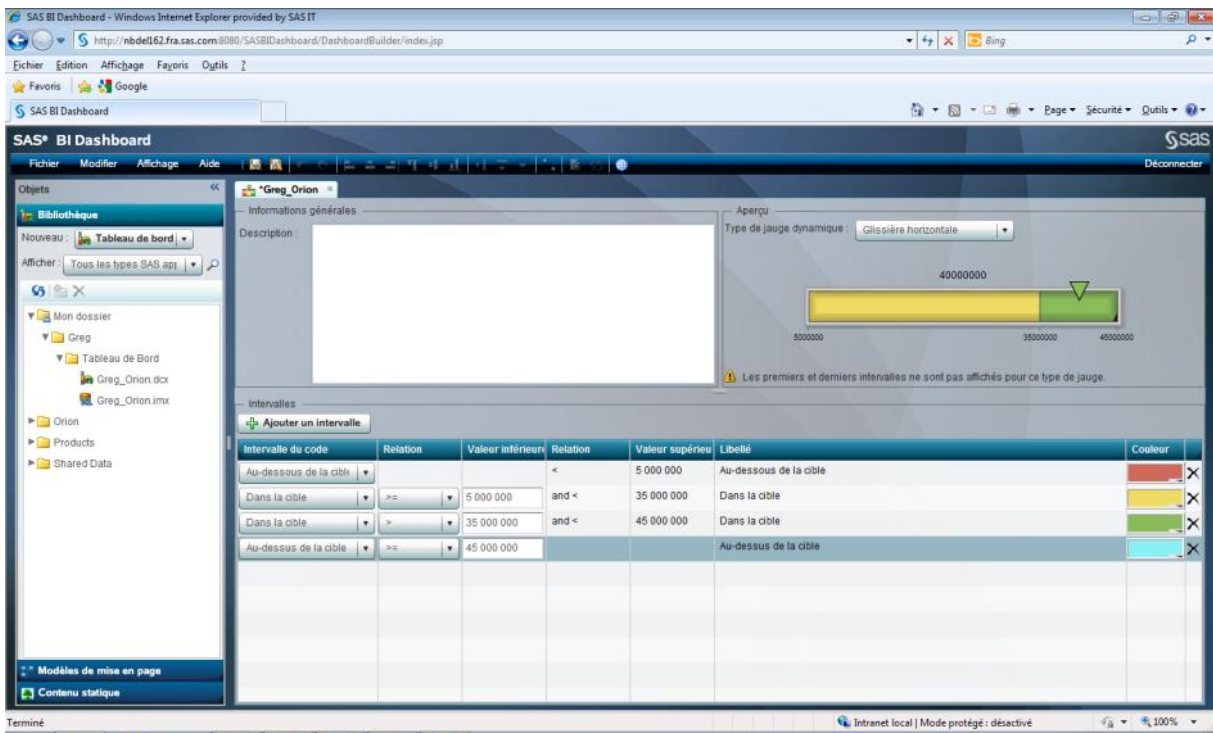 SAS BI Dashboard - Windows Internet Explorer provided by SAS IT
http://nbdel162.fra.sas.com:8080/SASBIDashboard/DashboardBuilder/index.jsp
Bing
Fichier Edition Affichage Favoris Outils ?
Favoris Google
SAS BI Dashboard
Page Sécurité Outils
SAS® BI Dashboard
sas
Fichier Modifier Affichage Aide
Déconnecter
Objets
*Greg_Orion
Bibliothèque
Nouveau : Tableau de bord
Afficher : Tous les types SAS app
Mon dossier
Greg
Tableau de Bord
Greg_Orion.dcx
Greg_Orion.imx
Orion
Products
Shared Data
Modèles de mise en page
Contenu statique
Informations générales
Description :
Aperçu
Type de jauge dynamique : Glissière horizontale
40000000
5000000 35000000 45000000
Les premiers et derniers intervalles ne sont pas affichés pour ce type de jauge.
Intervalles
Ajouter un intervalle
Intervalle du code Relation Valeur inférieure Relation Valeur supérieu Libellé Couleur
Au-dessous de la cible < 5 000 000 Au-dessous de la cible
Dans la cible >= 5 000 000 and < 35 000 000 Dans la cible
Dans la cible > 35 000 000 and < 45 000 000 Dans la cible
Au-dessus de la cible >= 45 000 000 Au-dessus de la cible
Terminé
Intranet local | Mode protégé : désactivé
100%